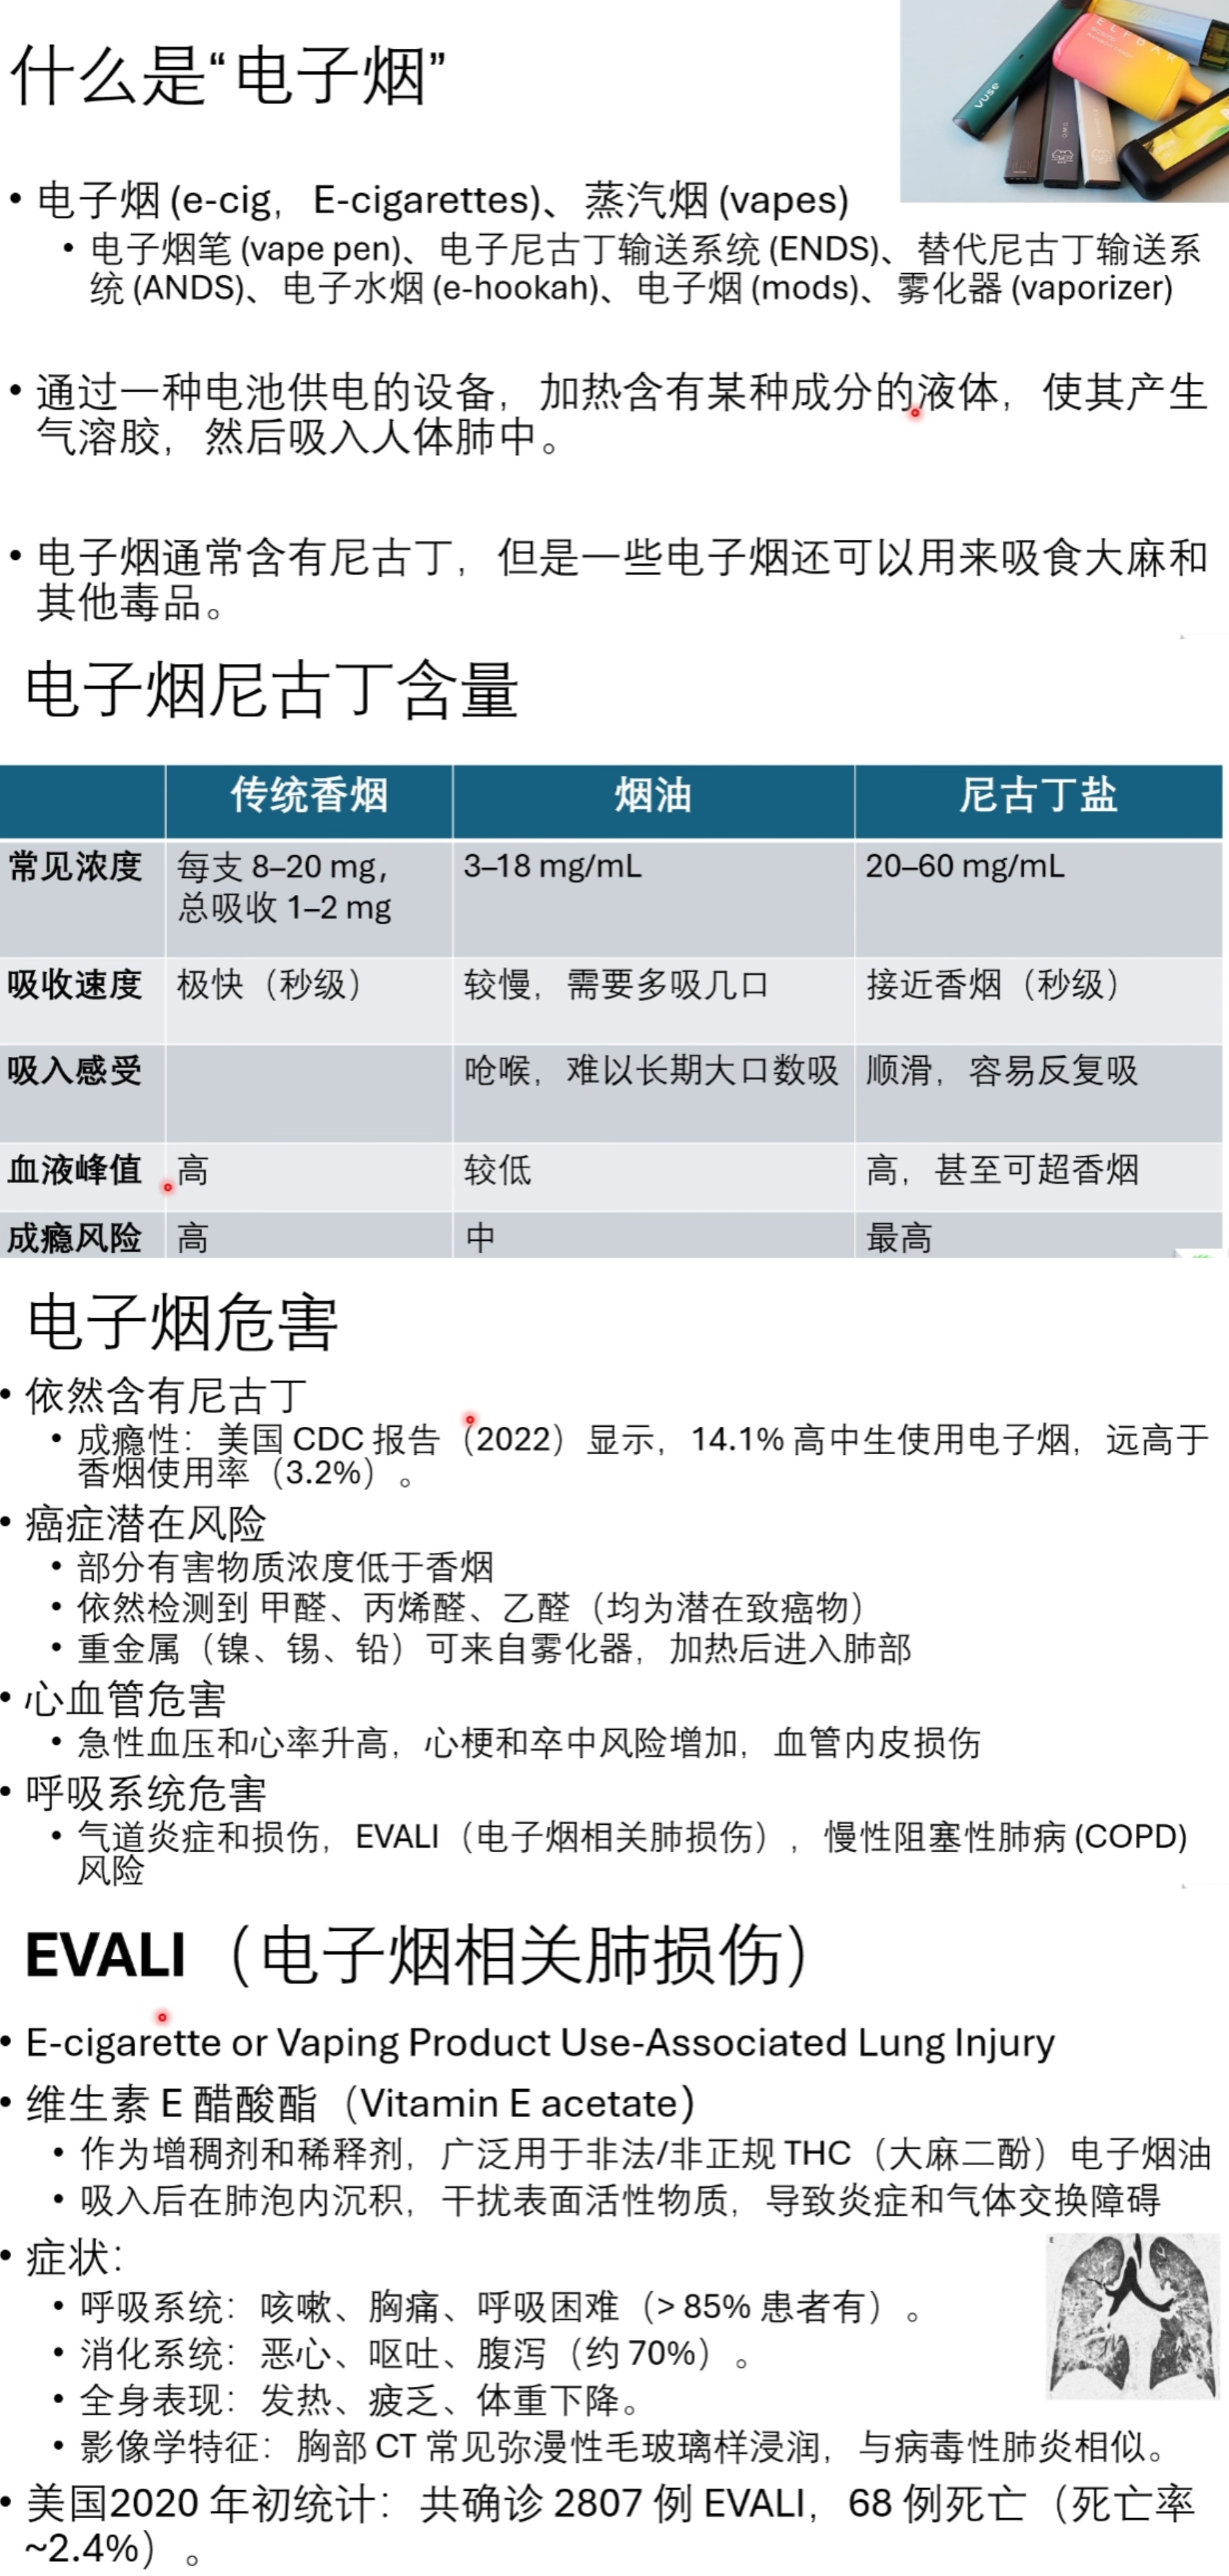 什么是“电子烟”
vuse
ELFBAR
• 电子烟 (e-cig, E-cigarettes)、蒸汽烟 (vapes)
• 电子烟笔 (vape pen)、电子尼古丁输送系统 (ENDS)、替代尼古丁输送系
统 (ANDS)、电子水烟 (e-hookah)、电子烟 (mods)、雾化器 (vaporizer)
• 通过一种电池供电的设备，加热含有某种成分的液体，使其产生
气溶胶，然后吸入人体肺中。
• 电子烟通常含有尼古丁，但是一些电子烟还可以用来吸食大麻和
其他毒品。
电子烟尼古丁含量
传统香烟 烟油 尼古丁盐
常见浓度 每支 8–20 mg, 3–18 mg/mL 20–60 mg/mL
总吸收 1–2 mg
吸收速度 极快（秒级） 较慢，需要多吸几口 接近香烟（秒级）
吸入感受 呛喉，难以长期大口数吸 顺滑，容易反复吸
血液峰值 高 较低 高，甚至可超香烟
成瘾风险 高 中 最高
电子烟危害
• 依然含有尼古丁
• 成瘾性：美国 CDC 报告（2022）显示，14.1% 高中生使用电子烟，远高于
香烟使用率（3.2%）。
• 癌症潜在风险
• 部分有害物质浓度低于香烟
• 依然检测到 甲醛、丙烯醛、乙醛（均为潜在致癌物）
• 重金属（镍、锡、铅）可来自雾化器，加热后进入肺部
• 心血管危害
• 急性血压和心率升高，心梗和卒中风险增加，血管内皮损伤
• 呼吸系统危害
• 气道炎症和损伤，EVALI（电子烟相关肺损伤），慢性阻塞性肺病 (COPD)
风险
EVALI（电子烟相关肺损伤）
• E-cigarette or Vaping Product Use-Associated Lung Injury
• 维生素 E 醋酸酯（Vitamin E acetate）
• 作为增稠剂和稀释剂，广泛用于非法/非正规 THC（大麻二酚）电子烟油
• 吸入后在肺泡内沉积，干扰表面活性物质，导致炎症和气体交换障碍
• 症状：
• 呼吸系统：咳嗽、胸痛、呼吸困难（> 85% 患者有）。
• 消化系统：恶心、呕吐、腹泻（约 70%）。
• 全身表现：发热、疲乏、体重下降。
• 影像学特征：胸部 CT 常见弥漫性毛玻璃样浸润，与病毒性肺炎相似。
• 美国2020 年初统计：共确诊 2807 例 EVALI，68 例死亡（死亡率
~2.4%）。